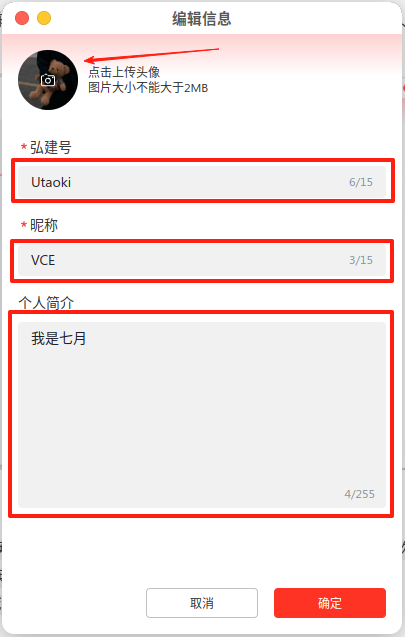 编辑信息
点击上传头像
图片大小不能大于2MB
*弘建号
Utaoki 6/15
*昵称
VCE 3/15
个人简介
我是七月
4/255
取消 确定